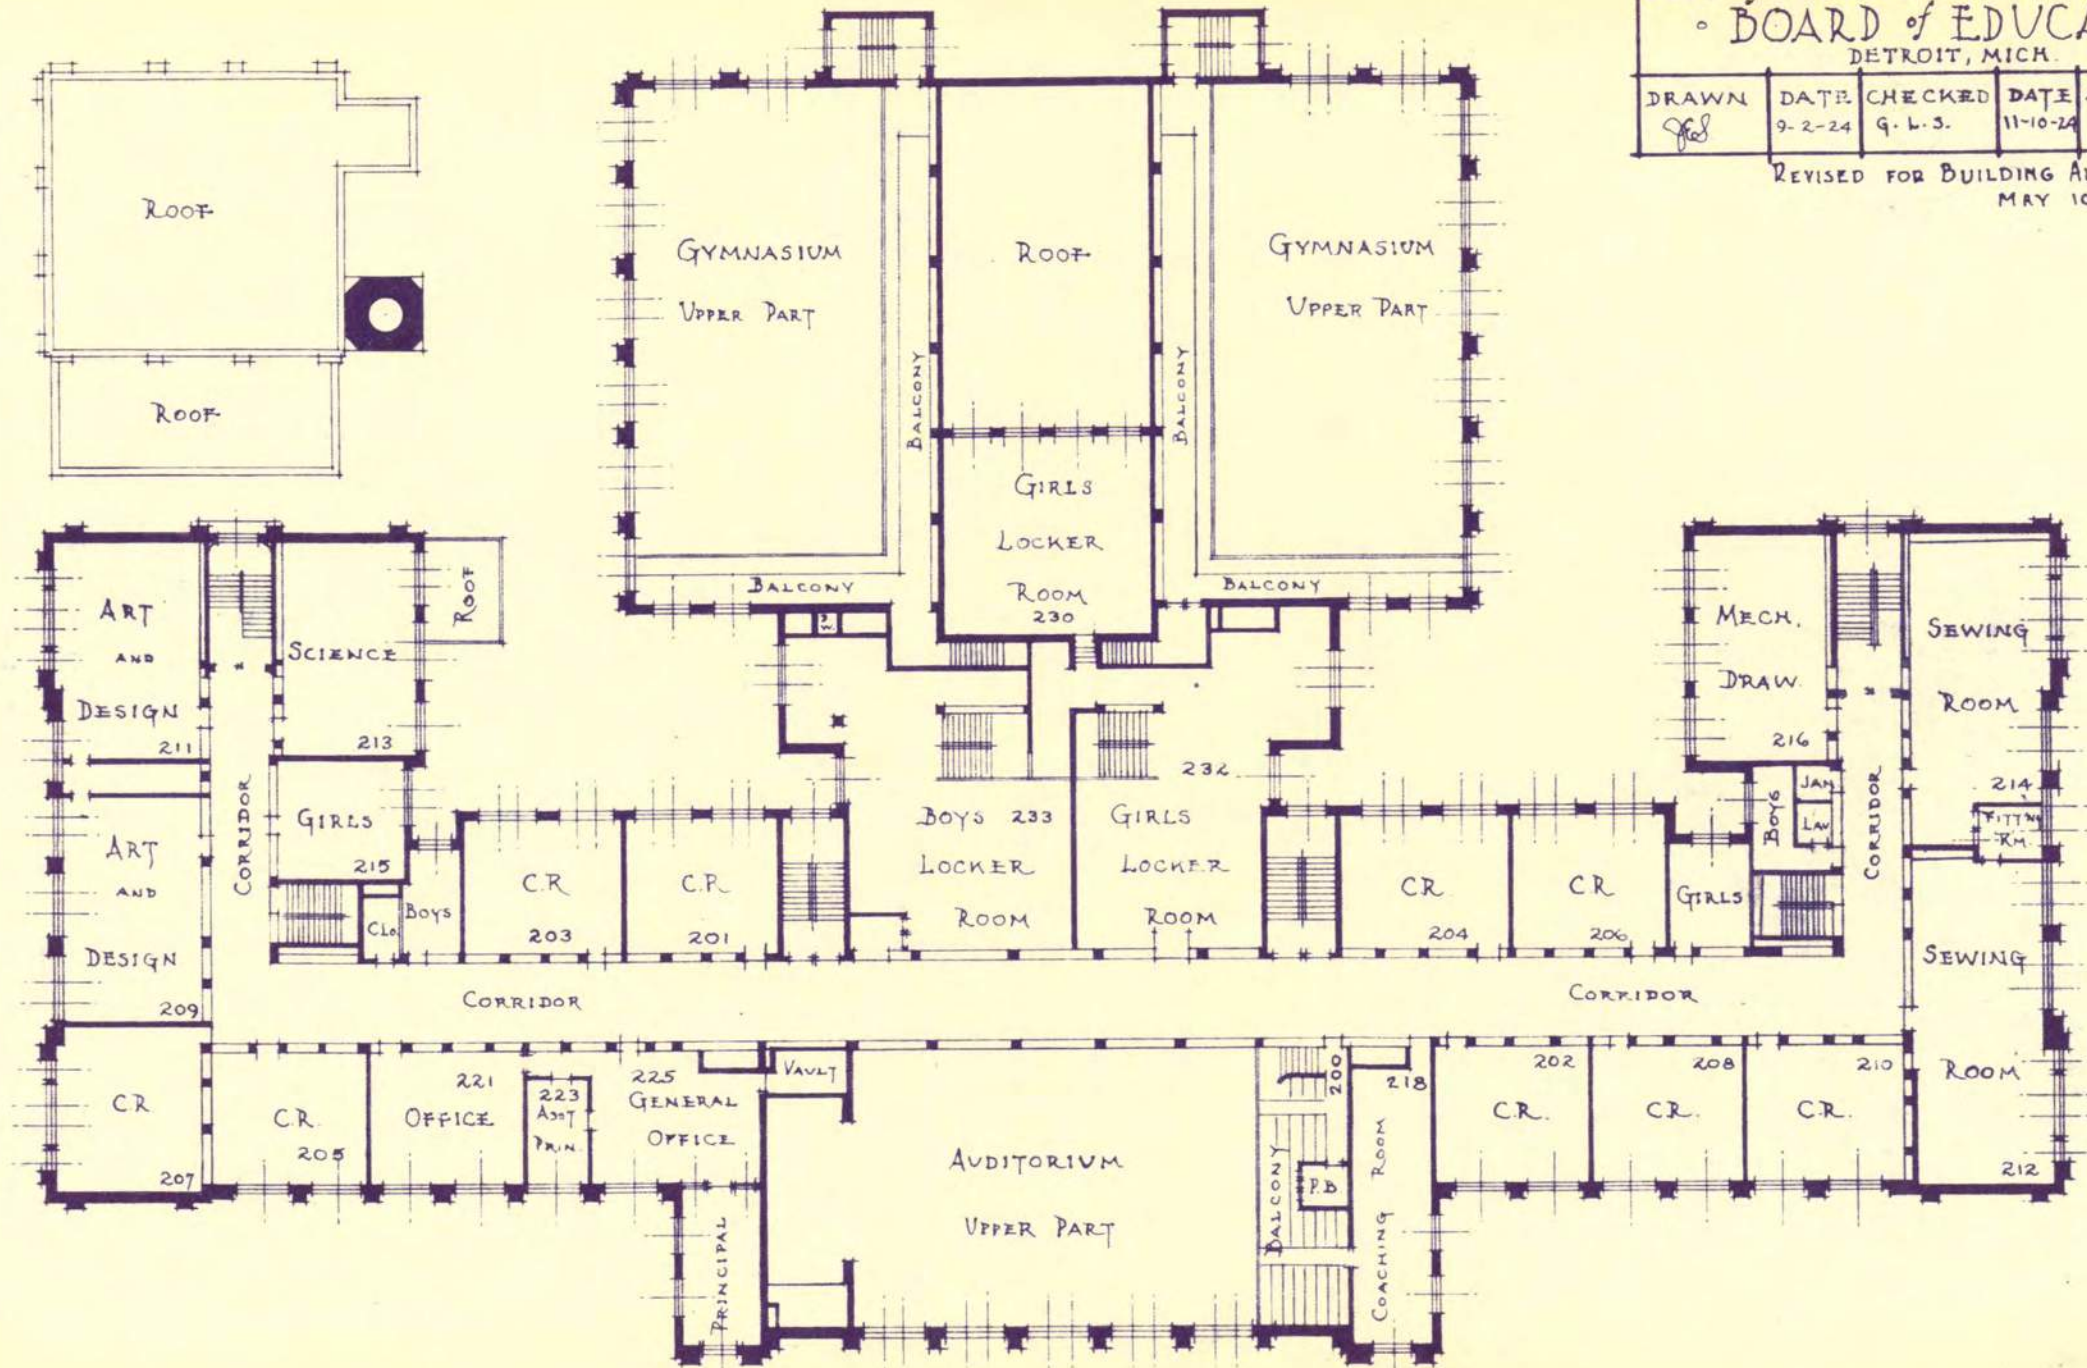 BOARD of EDUCA
DETROIT, MICH.
DRAWN DATE CHECKED DATE
9-2-24 G. L. S. 11-10-24
REVISED FOR BUILDING
MAY 10
ROOF
ROOF
GYMNASIUM
UPPER PART
BALCONY
BALCONY
ROOF
GIRLS
LOCKER
ROOM
230
GYMNASIUM
UPPER PART
BALCONY
BALCONY
ART
AND
DESIGN
211
SCIENCE
213
ROOF
GIRLS
215
CORRIDOR
ART
AND
DESIGN
209
CLO.
BOYS
C.R
203
C.R.
201
BOYS 233
LOCKER
ROOM
232
GIRLS
LOCKER
ROOM
C.R.
204
C.R.
206
GIRLS
BOYS
JAN
LAV
MECH.
DRAW.
216
CORRIDOR
SEWING
ROOM
214
FITT'NG
RM.
SEWING
ROOM
212
CORRIDOR
CORRIDOR
C.R.
207
C.R.
205
221
OFFICE
223
ASST
PRIN.
225
GENERAL
OFFICE
PRINCIPAL
VAULT
AUDITORIUM
UPPER PART
BALCONY
200
P.B
218
COACHING ROOM
202
C.R.
208
C.R.
210
C.R.